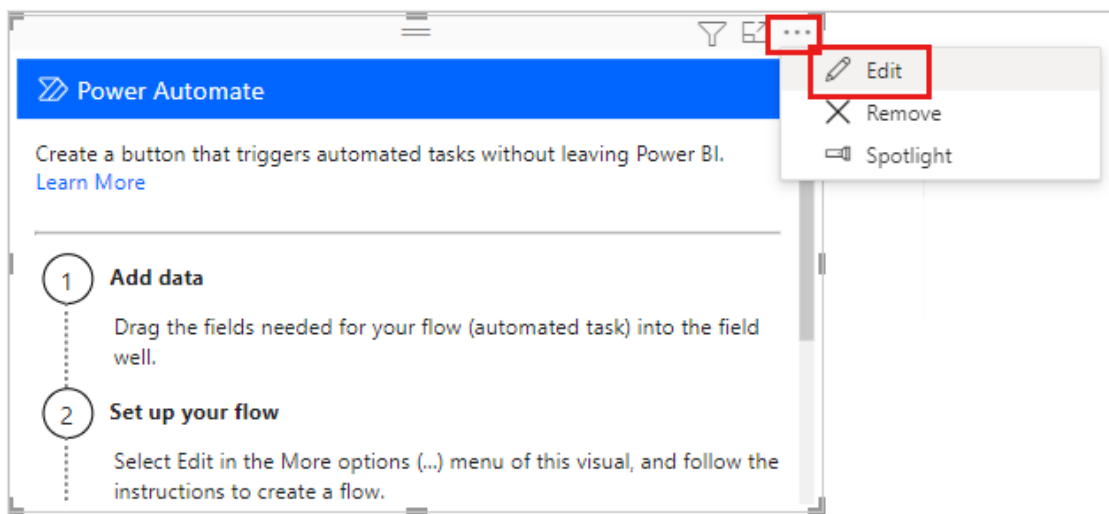 Power Automate
Edit
Remove
Spotlight
Create a button that triggers automated tasks without leaving Power BI.
Learn More
1
Add data
Drag the fields needed for your flow (automated task) into the field
well.
2
Set up your flow
Select Edit in the More options (...) menu of this visual, and follow the
instructions to create a flow.